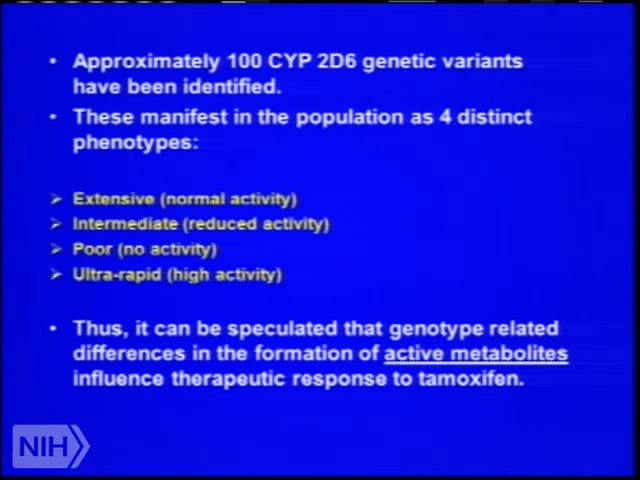 • Approximately 100 CYP 2D6 genetic variants
have been identified.
• These manifest in the population as 4 distinct
phenotypes:
➢ Extensive (normal activity)
➢ Intermediate (reduced activity)
➢ Poor (no activity)
➢ Ultra-rapid (high activity)
• Thus, it can be speculated that genotype related
differences in the formation of active metabolites
influence therapeutic response to tamoxifen.
NIH